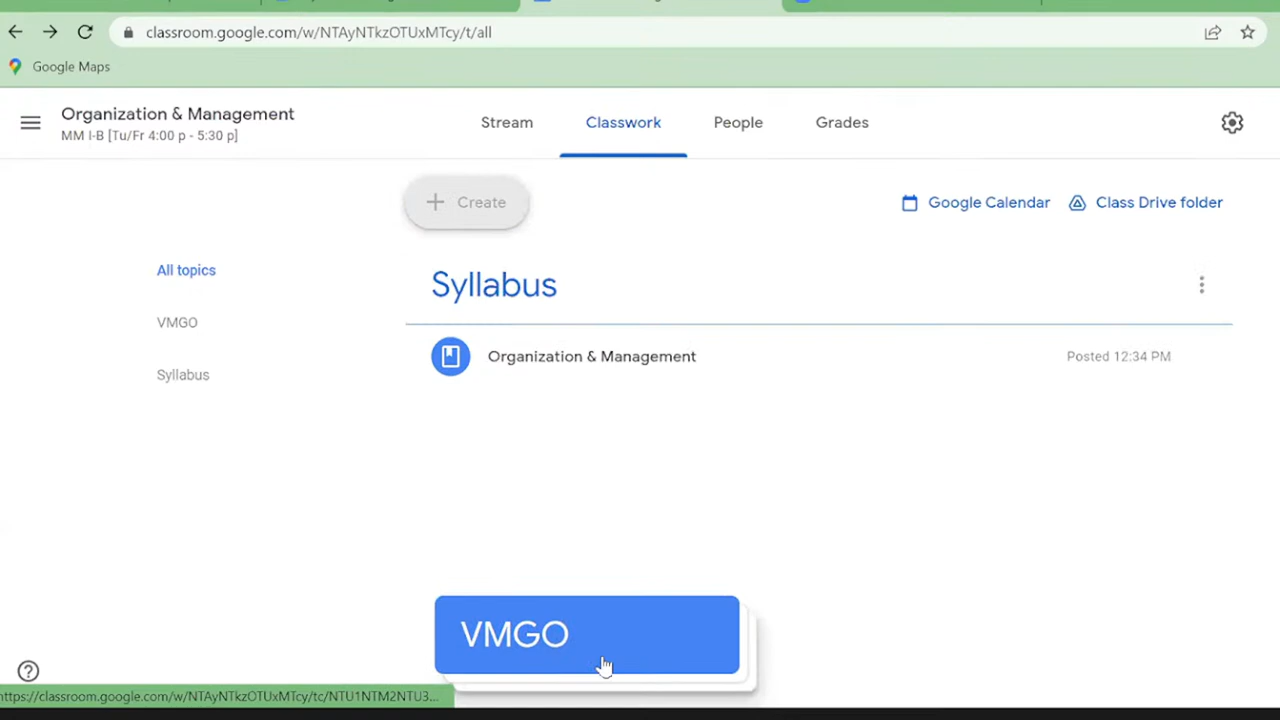 classroom.google.com/w/NTAyNTkzOTUxMTcy/t/all
Google Maps
Organization & Management
MM I-B [Tu/Fr 4:00 p - 5:30 p]
Stream
Classwork
People
Grades
+ Create
Google Calendar
Class Drive folder
All topics
VMGO
Syllabus
Syllabus
Organization & Management
Posted 12:34 PM
VMGO
https://classroom.google.com/w/NTAyNTkzOTUxMTcy/tc/NTU1NTM2NTU3...